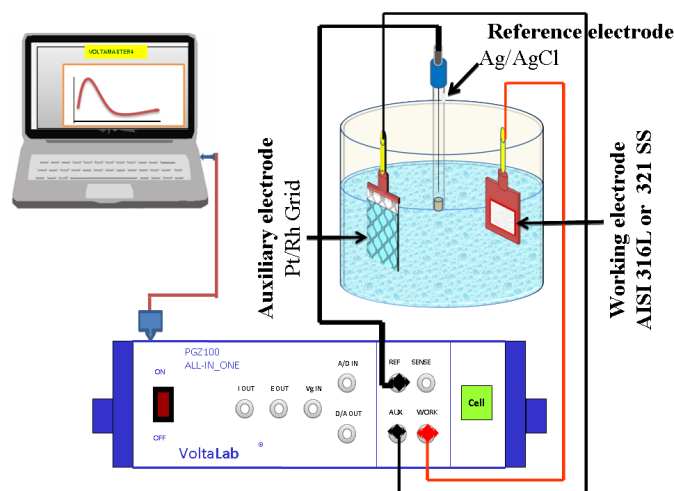 VOLTAMASTER4
Reference electrode
Ag/AgCl
Auxiliary electrode
Pt/Rh Grid
Working electrode
AISI 316L or 321 SS
PGZ100
ALL-IN_ONE
ON
OFF
I OUT
E OUT
Vg IN
A/D IN
D/A OUT
REF
SENSE
AUX
WORK
Cell
VoltaLab
®